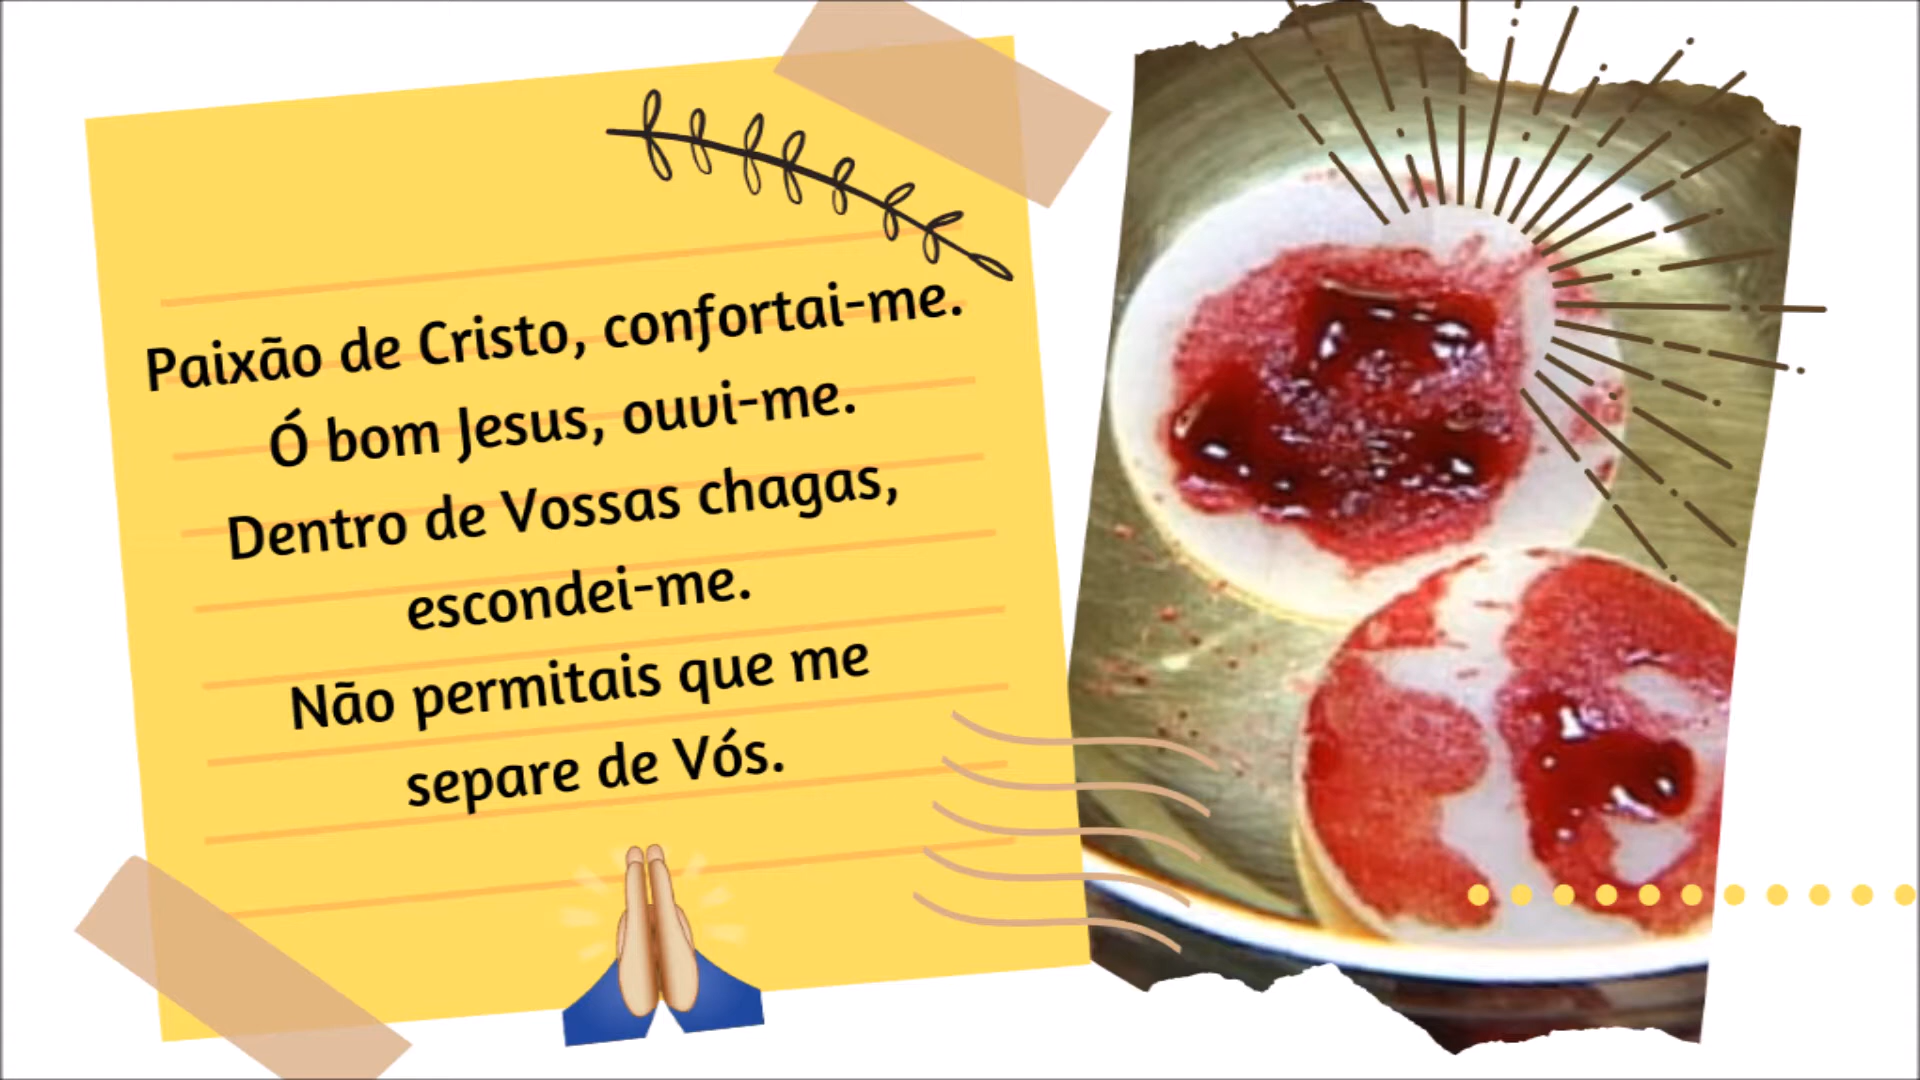 Paixão de Cristo, confortai-me.
Ó bom Jesus, ouvi-me.
Dentro de Vossas chagas,
escondei-me.
Não permitais que me
separe de Vós.